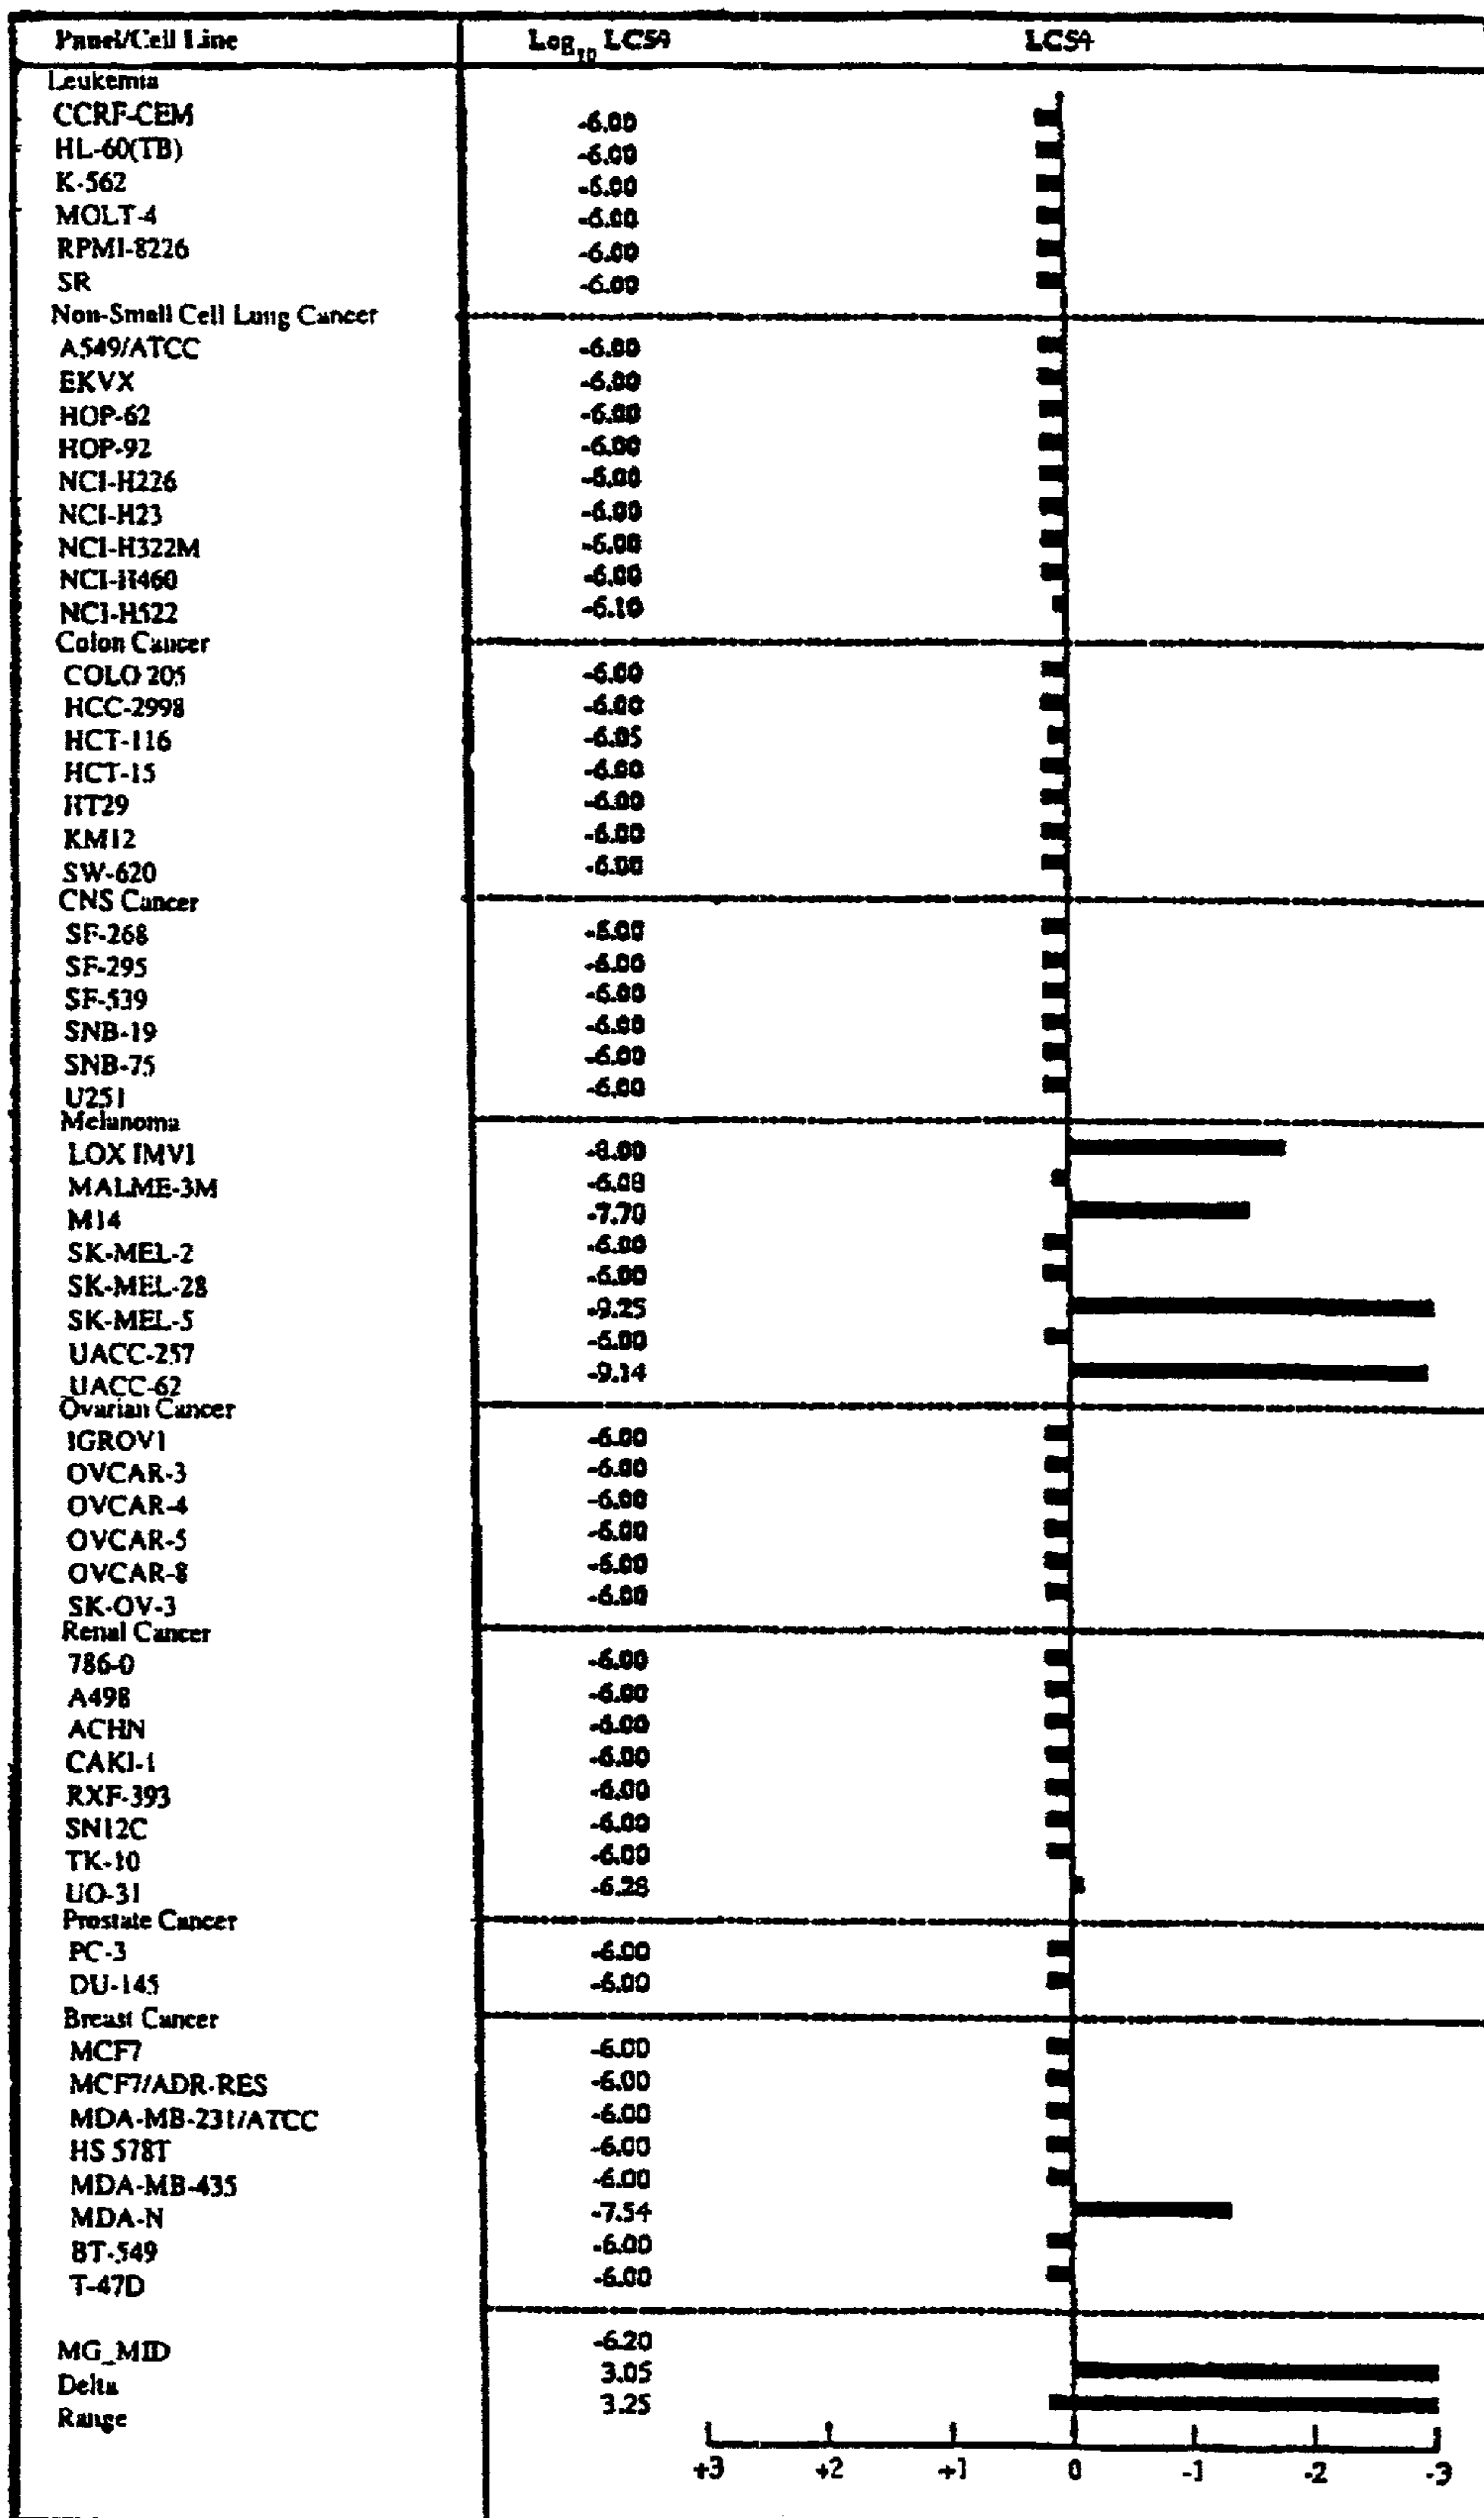 Panel/Cell Line Log10 LC50 LC50
Leukemia
CCRF-CEM -6.00
HL-60(TB) -6.00
K-562 -6.00
MOLT-4 -6.00
RPMI-8226 -6.00
SR -6.00
Non-Small Cell Lung Cancer
A549/ATCC -6.00
EKVX -6.00
HOP-62 -6.00
HOP-92 -6.00
NCI-H226 -6.00
NCI-H23 -6.00
NCI-H322M -6.00
NCI-H460 -6.00
NCI-H522 -6.10
Colon Cancer
COLO 205 -6.00
HCC-2998 -6.00
HCT-116 -6.05
HCT-15 -6.00
HT29 -6.00
KM12 -6.00
SW-620 -6.00
CNS Cancer
SF-268 -6.00
SF-295 -6.00
SF-539 -6.00
SNB-19 -6.00
SNB-75 -6.00
U251 -6.00
Melanoma
LOX IMV1 -8.00
MALME-3M -6.08
M14 -7.70
SK-MEL-2 -6.00
SK-MEL-28 -6.00
SK-MEL-5 -9.25
UACC-257 -6.00
UACC-62 -9.14
Ovarian Cancer
IGROV1 -6.00
OVCAR-3 -6.00
OVCAR-4 -6.00
OVCAR-5 -6.00
OVCAR-8 -6.00
SK-OV-3 -6.00
Renal Cancer
786-0 -6.00
A498 -6.00
ACHN -6.00
CAKI-1 -6.00
RXF-393 -6.00
SN12C -6.00
TK-10 -6.00
UO-31 -6.28
Prostate Cancer
PC-3 -6.00
DU-145 -6.00
Breast Cancer
MCF7 -6.00
MCF7/ADR-RES -6.00
MDA-MB-231/ATCC -6.00
HS 578T -6.00
MDA-MB-435 -6.00
MDA-N -7.54
BT-549 -6.00
T-47D -6.00
MG_MID -6.20
Delta 3.05
Range 3.25
+3 +2 +1 0 -1 -2 -3